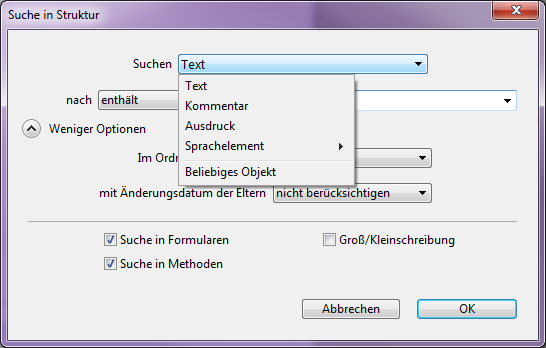 Suche in Struktur
Suchen Text
Text
nach enthält Kommentar
Ausdruck
Weniger Optionen
Sprachelement
Im Ordn
Beliebiges Objekt
mit Änderungsdatum der Eltern nicht berücksichtigen
Suche in Formularen Groß/Kleinschreibung
Suche in Methoden
Abbrechen OK